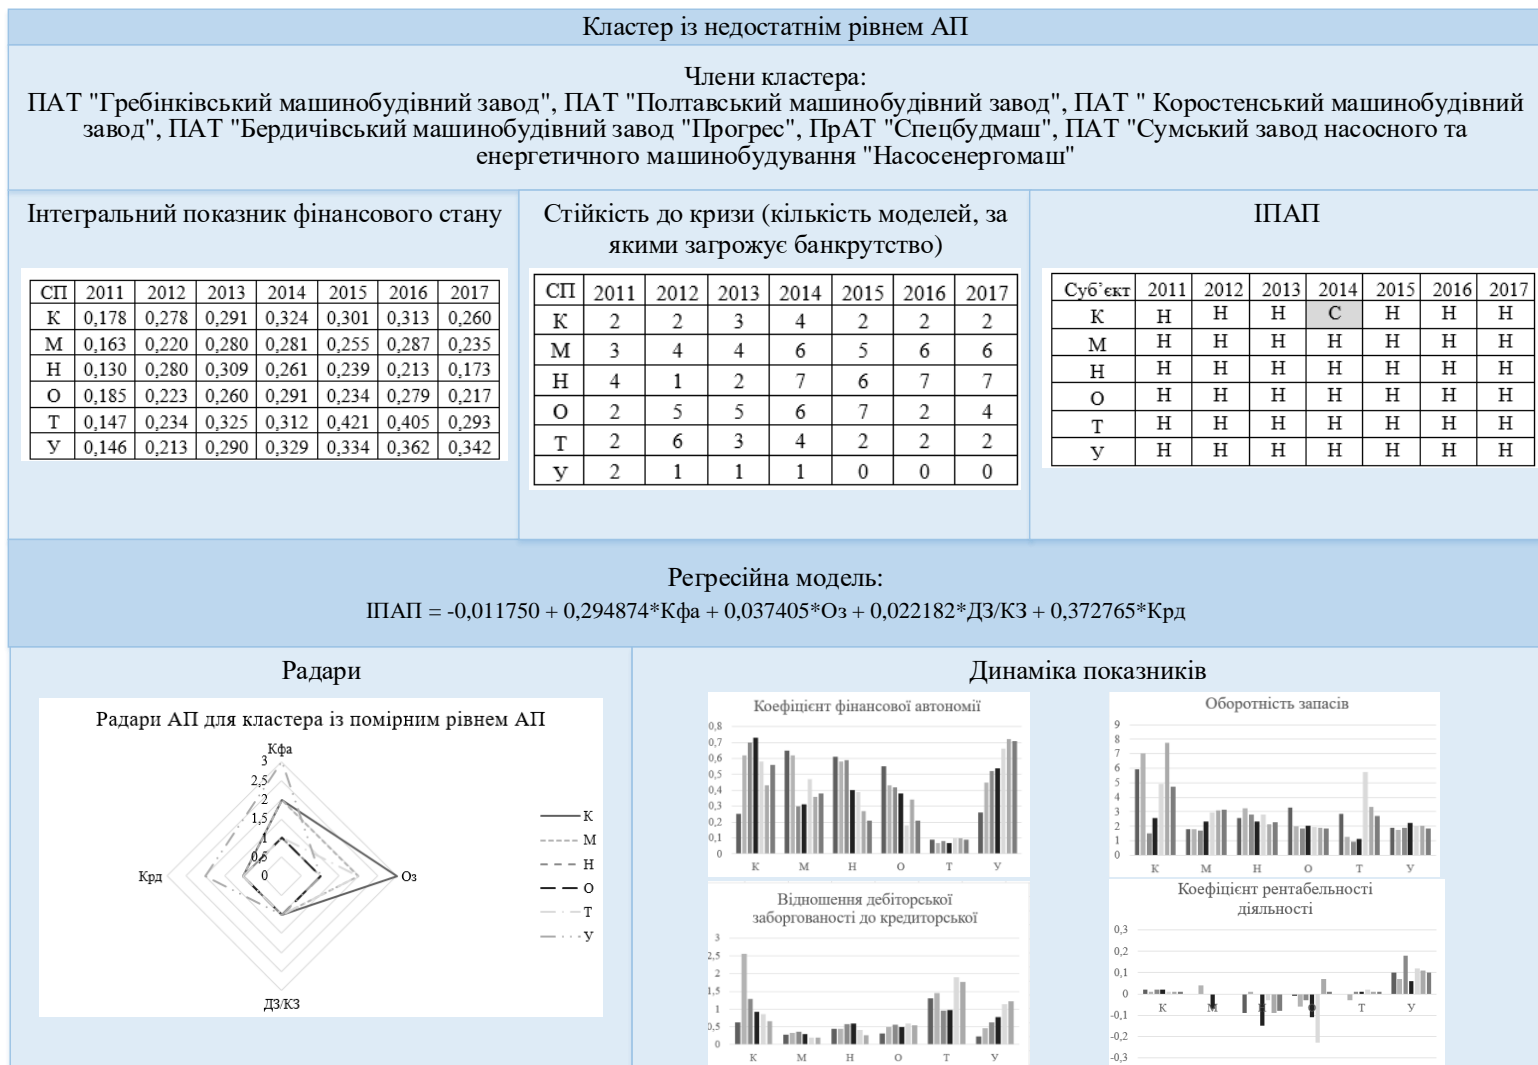 Кластер із недостатнім рівнем АП
Члени кластера:
ПАТ "Гребінківський машинобудівний завод", ПАТ "Полтавський машинобудівний завод", ПАТ " Коростенський машинобудівний
завод", ПАТ "Бердичівський машинобудівний завод "Прогрес", ПрАТ "Спецбудмаш", ПАТ "Сумський завод насосного та
енергетичного машинобудування "Насосенергомаш"
Інтегральний показник фінансового стану
СП 2011 2012 2013 2014 2015 2016 2017
К 0,178 0,278 0,291 0,324 0,301 0,313 0,260
М 0,163 0,220 0,280 0,281 0,255 0,287 0,235
Н 0,130 0,280 0,309 0,261 0,239 0,213 0,173
О 0,185 0,223 0,260 0,291 0,234 0,279 0,217
Т 0,147 0,234 0,325 0,312 0,421 0,405 0,293
У 0,146 0,213 0,290 0,329 0,334 0,362 0,342
Стійкість до кризи (кількість моделей, за
якими загрожує банкрутство)
СП 2011 2012 2013 2014 2015 2016 2017
К 2 2 3 4 2 2 2
М 3 4 4 6 5 6 6
Н 4 1 2 7 6 7 7
О 2 5 5 6 7 2 4
Т 2 6 3 4 2 2 2
У 2 1 1 1 0 0 0
ІПАП
Суб’єкт 2011 2012 2013 2014 2015 2016 2017
К Н Н Н С Н Н Н
М Н Н Н Н Н Н Н
Н Н Н Н Н Н Н Н
О Н Н Н Н Н Н Н
Т Н Н Н Н Н Н Н
У Н Н Н Н Н Н Н
Регресійна модель:
ІПАП = -0,011750 + 0,294874*Кфа + 0,037405*Оз + 0,022182*ДЗ/КЗ + 0,372765*Крд
Радари
Радари АП для кластера із помірним рівнем АП
Кфа
3
2,5
2
1,5
1
0,5
0
Крд
Оз
ДЗ/КЗ
К
М
Н
О
Т
У
Динаміка показників
Коефіцієнт фінансової автономії
0,8
0,7
0,6
0,5
0,4
0,3
0,2
0,1
0
К М Н О Т У
Оборотність запасів
9
8
7
6
5
4
3
2
1
0
К М Н О Т У
Відношення дебіторської
заборгованості до кредиторської
3
2,5
2
1,5
1
0,5
0
К М Н О Т У
Коефіцієнт рентабельності
діяльності
0,3
0,2
0,1
0
-0,1
-0,2
-0,3
К М Н О Т У